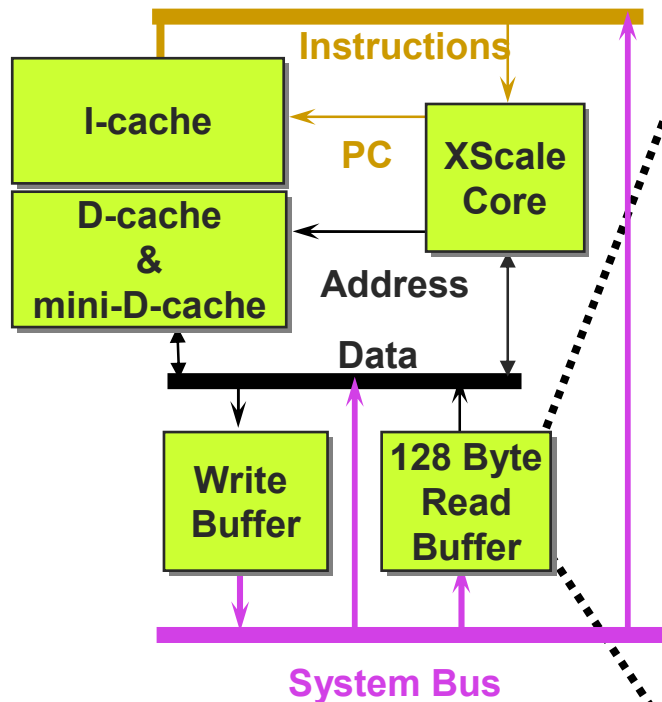 Instructions
I-cache
PC
XScale
Core
D-cache
&
mini-D-cache
Address
Data
Write
Buffer
128 Byte
Read
Buffer
System Bus